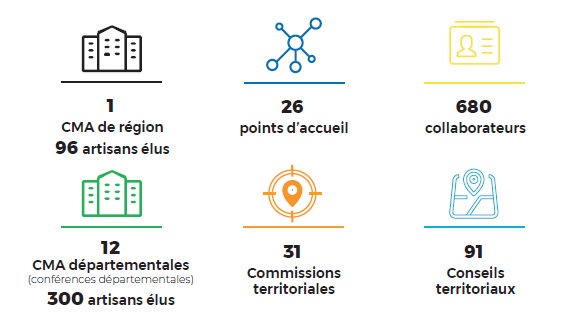 1
CMA de région
96 artisans élus
26
points d'accueil
680
collaborateurs
12
CMA départementales
(conférences départementales)
300 artisans élus
31
Commissions
territoriales
91
Conseils
territoriaux